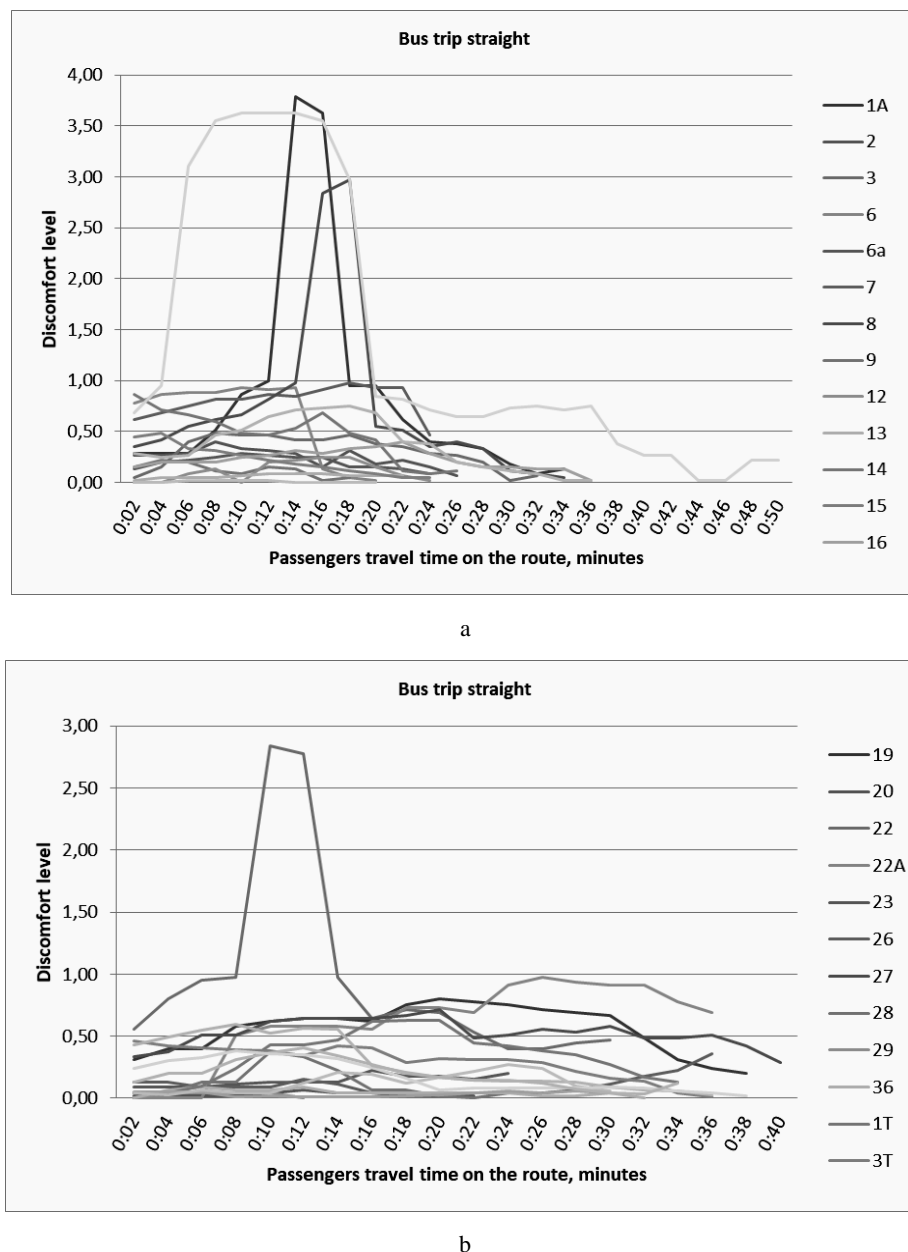 Bus trip straight
4,00
3,50
3,00
2,50
2,00
1,50
1,00
0,50
0,00
Discomfort level
0:02 0:04 0:06 0:08 0:10 0:12 0:14 0:16 0:18 0:20 0:22 0:24 0:26 0:28 0:30 0:32 0:34 0:36 0:38 0:40 0:42 0:44 0:46 0:48 0:50
Passengers travel time on the route, minutes
1A
2
3
6
6a
7
8
9
12
13
14
15
16
a
Bus trip straight
3,00
2,50
2,00
1,50
1,00
0,50
0,00
Discomfort level
0:02 0:04 0:06 0:08 0:10 0:12 0:14 0:16 0:18 0:20 0:22 0:24 0:26 0:28 0:30 0:32 0:34 0:36 0:38 0:40
Passengers travel time on the route, minutes
19
20
22
22A
23
26
27
28
29
36
1T
3T
b